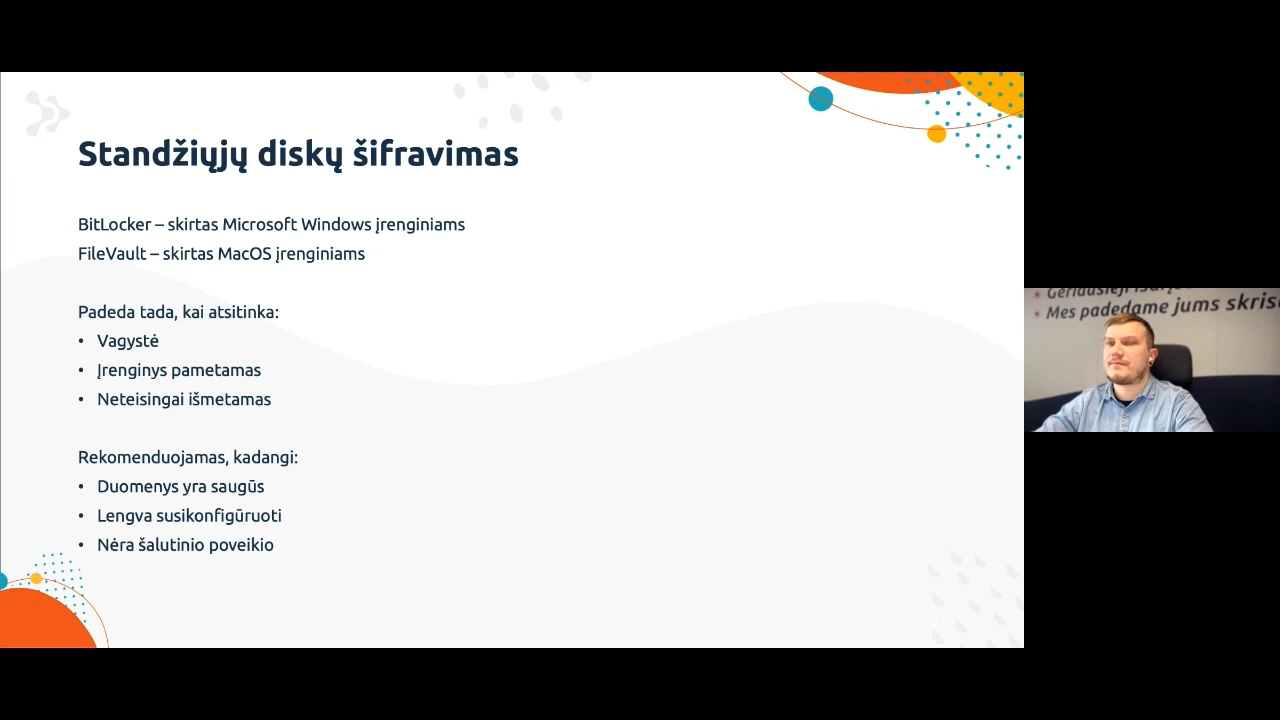 Standžiųjų diskų šifravimas
BitLocker – skirtas Microsoft Windows įrenginiams
FileVault – skirtas MacOS įrenginiams
Padeda tada, kai atsitinka:
• Vagystė
• Įrenginys pametamas
• Neteisingai išmetamas
Rekomenduojamas, kadangi:
• Duomenys yra saugūs
• Lengva susikonfigūruoti
• Nėra šalutinio poveikio
Mes padedame jums